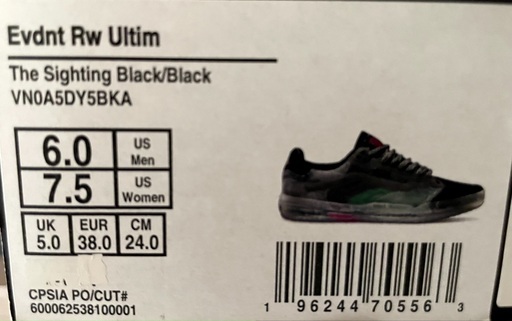 Evdnt Rw Ultim
The Sighting Black/Black
VN0A5DY5BKA
6.0 US Men
7.5 US Women
UK EUR CM
5.0 38.0 24.0
CPSIA PO/CUT#
600062538100001
1 96244 70556 3